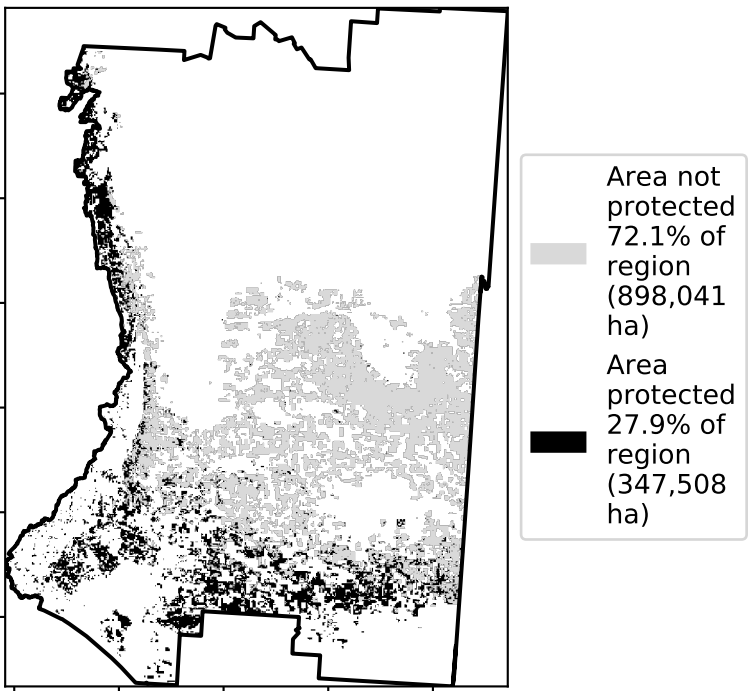 Area not
protected
72.1% of
region
(898,041
ha)
Area
protected
27.9% of
region
(347,508
ha)